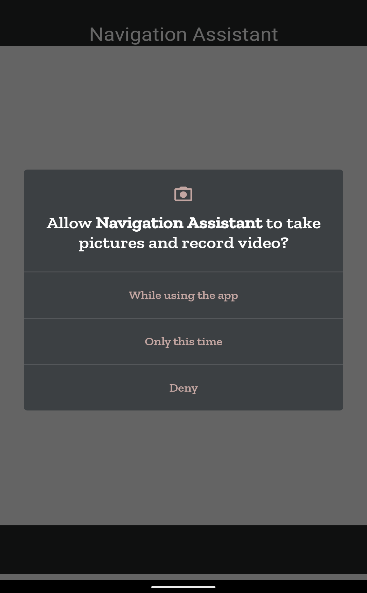 Navigation Assistant
Allow Navigation Assistant to take
pictures and record video?
While using the app
Only this time
Deny